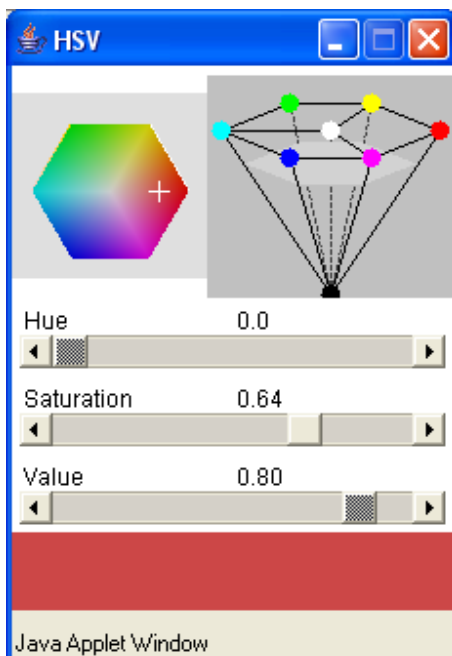 HSV
Hue 0.0
Saturation 0.64
Value 0.80
Java Applet Window